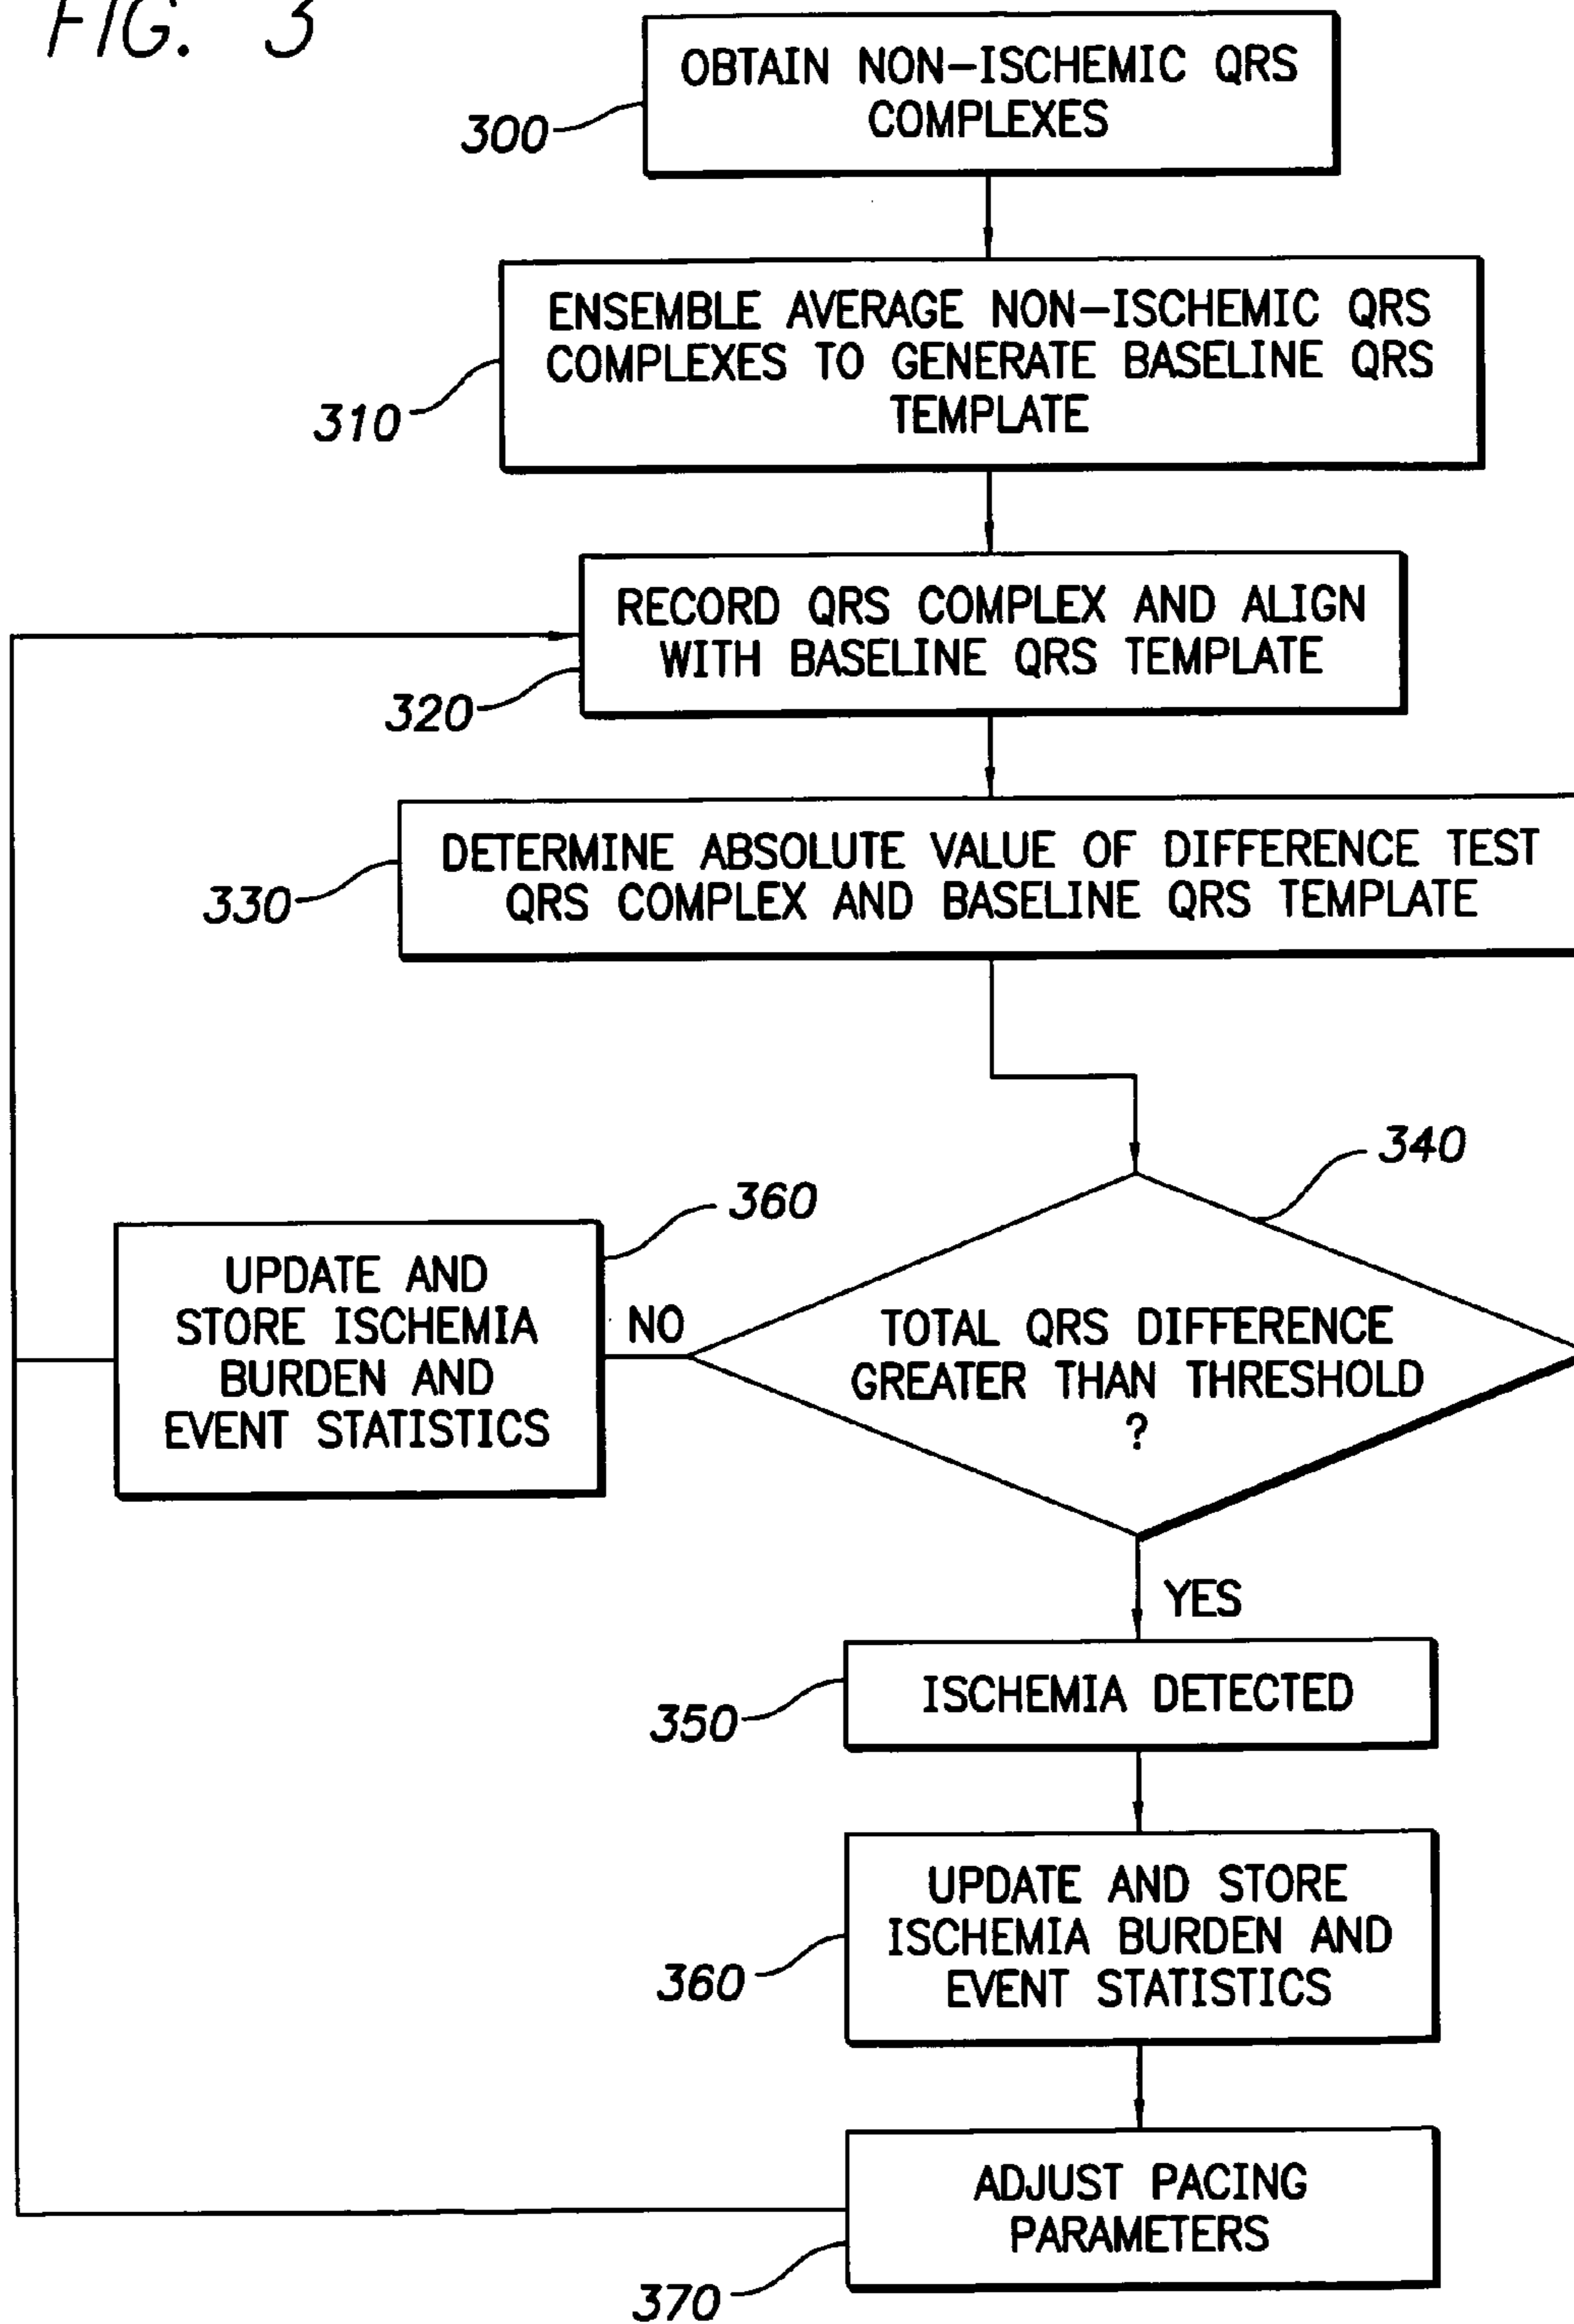 FIG. 3
OBTAIN NON-ISCHEMIC QRS
COMPLEXES
300
ENSEMBLE AVERAGE NON-ISCHEMIC QRS
COMPLEXES TO GENERATE BASELINE QRS
TEMPLATE
310
RECORD QRS COMPLEX AND ALIGN
WITH BASELINE QRS TEMPLATE
320
DETERMINE ABSOLUTE VALUE OF DIFFERENCE TEST
QRS COMPLEX AND BASELINE QRS TEMPLATE
330
340
TOTAL QRS DIFFERENCE
GREATER THAN THRESHOLD
?
NO
360
UPDATE AND
STORE ISCHEMIA
BURDEN AND
EVENT STATISTICS
YES
ISCHEMIA DETECTED
350
UPDATE AND STORE
ISCHEMIA BURDEN AND
EVENT STATISTICS
360
ADJUST PACING
PARAMETERS
370